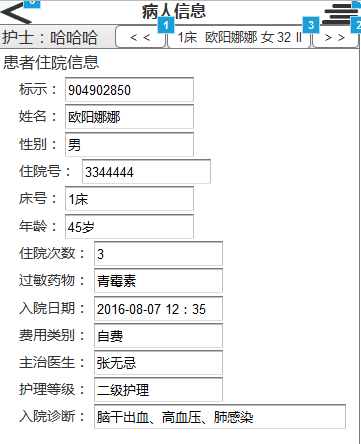 病人信息
护士：哈哈哈
< <
1
1床 欧阳娜娜 女 32 II
3
> >
2
患者住院信息
标示： 904902850
姓名： 欧阳娜娜
性别： 男
住院号： 3344444
床号： 1床
年龄： 45岁
住院次数： 3
过敏药物： 青霉素
入院日期： 2016-08-07 12：35
费用类别： 自费
主治医生： 张无忌
护理等级： 二级护理
入院诊断： 脑干出血、高血压、肺感染